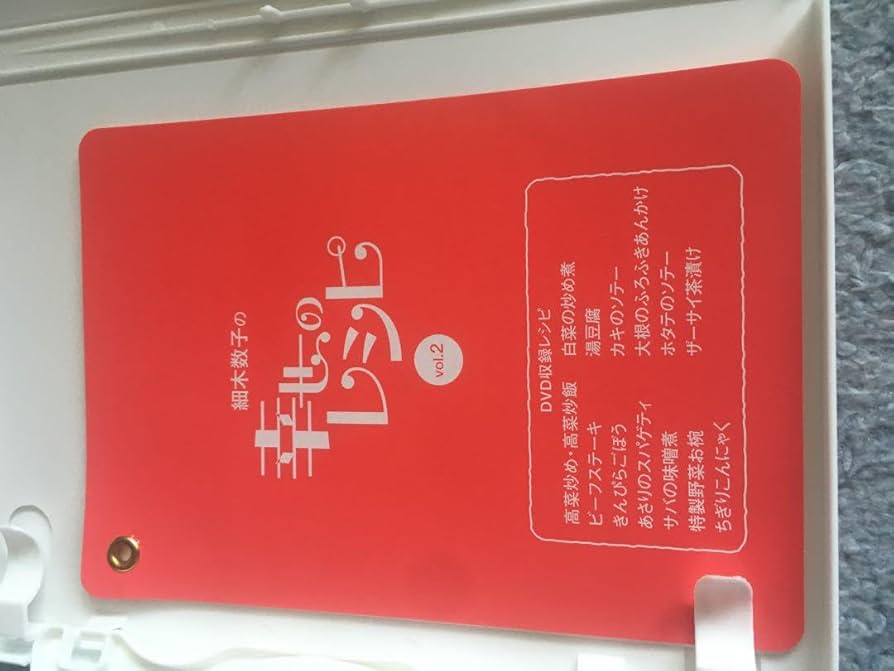 細木数子の
幸せの
レシピ
vol.2
DVD収録レシピ
高菜炒め・高菜炒飯
ビーフステーキ
きんぴらごぼう
あさりのスパゲティ
サバの味噌煮
特製野菜お椀
ちぎりこんにゃく
白菜の炒め煮
湯豆腐
カキのソテー
大根のふろふきあんかけ
ホタテのソテー
ザーサイ茶漬け